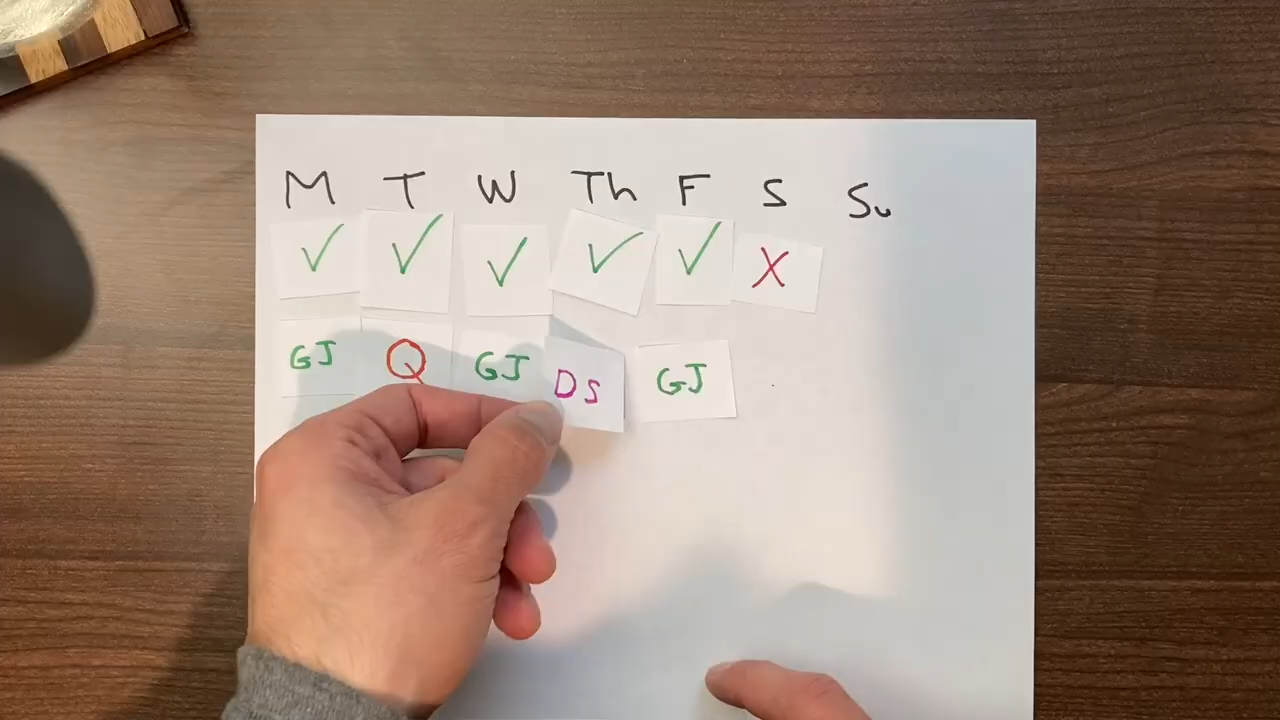 M T W Th F S Su
✓ ✓ ✓ ✓ ✓ X
GJ Q GJ DS GJ